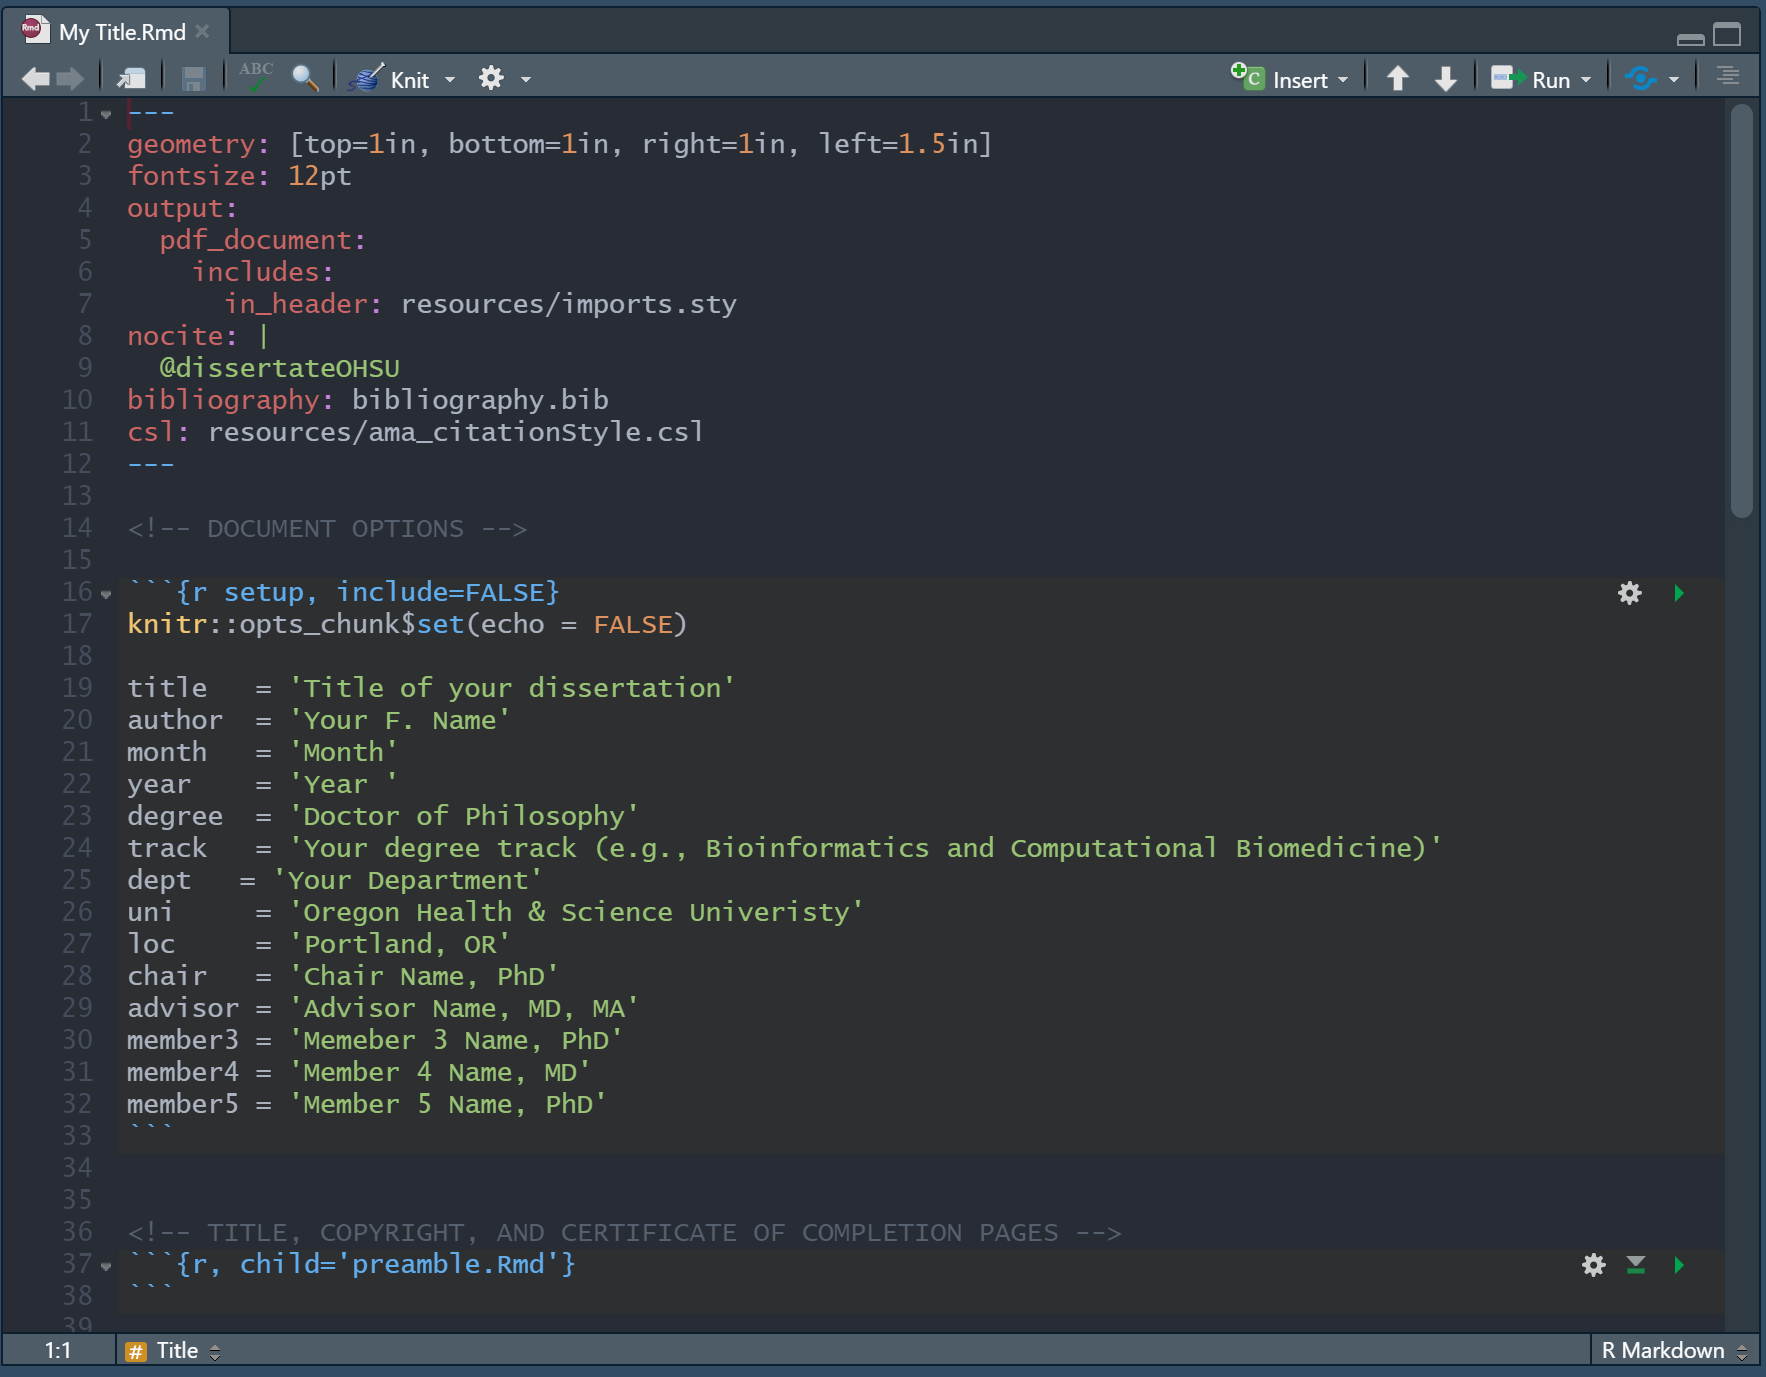 My Title.Rmd
ABC Knit Insert Run
1 ---
2 geometry: [top=1in, bottom=1in, right=1in, left=1.5in]
3 fontsize: 12pt
4 output:
5   pdf_document:
6     includes:
7       in_header: resources/imports.sty
8 nocite: |
9   @dissertateOHSU
10 bibliography: bibliography.bib
11 csl: resources/ama_citationStyle.csl
12 ---
13
14 <!-- DOCUMENT OPTIONS -->
15
16 ```{r setup, include=FALSE}
17 knitr::opts_chunk$set(echo = FALSE)
18
19 title   = 'Title of your dissertation'
20 author  = 'Your F. Name'
21 month   = 'Month'
22 year    = 'Year '
23 degree  = 'Doctor of Philosophy'
24 track   = 'Your degree track (e.g., Bioinformatics and Computational Biomedicine)'
25 dept   = 'Your Department'
26 uni     = 'Oregon Health & Science Univeristy'
27 loc     = 'Portland, OR'
28 chair   = 'Chair Name, PhD'
29 advisor = 'Advisor Name, MD, MA'
30 member3 = 'Memeber 3 Name, PhD'
31 member4 = 'Member 4 Name, MD'
32 member5 = 'Member 5 Name, PhD'
33 ```
34
35
36 <!-- TITLE, COPYRIGHT, AND CERTIFICATE OF COMPLETION PAGES -->
37 ```{r, child='preamble.Rmd'}
38 ```
39
1:1 # Title R Markdown